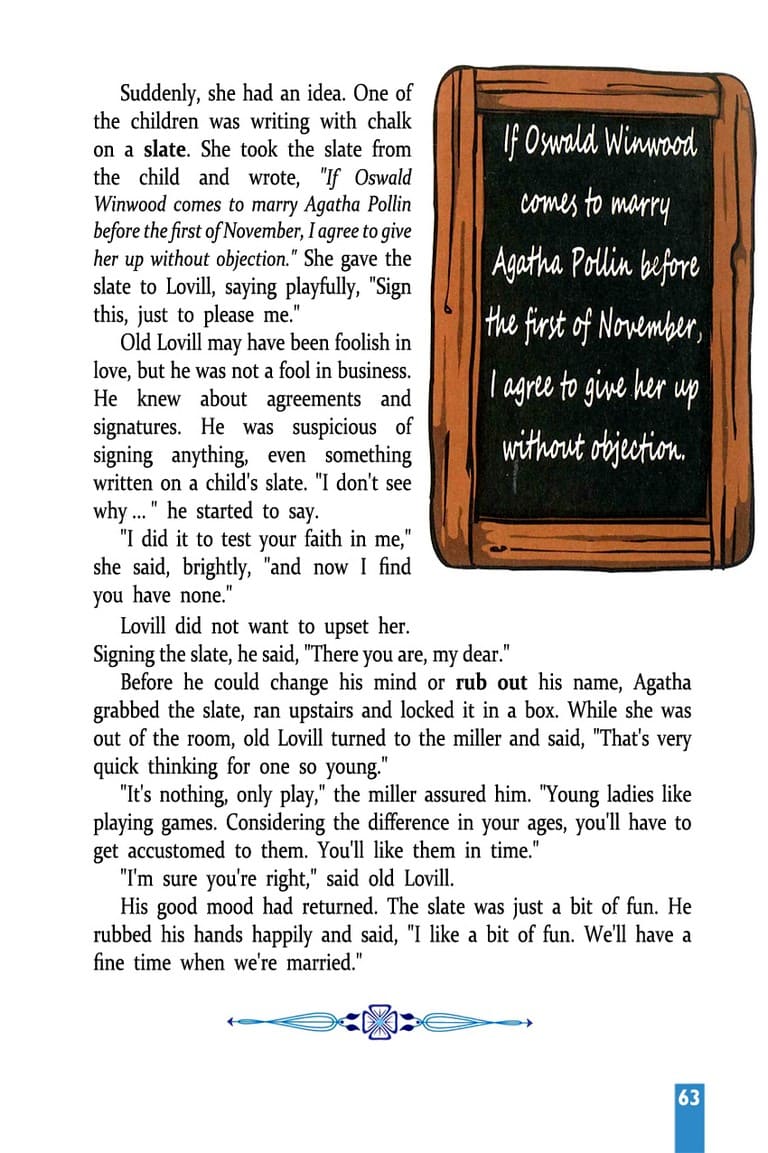 Suddenly, she had an idea. One of
the children was writing with chalk
on a slate. She took the slate from
the child and wrote, "If Oswald
Winwood comes to marry Agatha Pollin
before the first of November, I agree to give
her up without objection." She gave the
slate to Lovill, saying playfully, "Sign
this, just to please me."
Old Lovill may have been foolish in
love, but he was not a fool in business.
He knew about agreements and
signatures. He was suspicious of
signing anything, even something
written on a child's slate. "I don't see
why ... " he started to say.
"I did it to test your faith in me,"
she said, brightly, "and now I find
you have none."
Lovill did not want to upset her.
Signing the slate, he said, "There you are, my dear."
If Oswald Winwood
comes to marry
Agatha Pollin before
the first of November,
I agree to give her up
without objection.
Before he could change his mind or rub out his name, Agatha
grabbed the slate, ran upstairs and locked it in a box. While she was
out of the room, old Lovill turned to the miller and said, "That's very
quick thinking for one so young."
"It's nothing, only play," the miller assured him. "Young ladies like
playing games. Considering the difference in your ages, you'll have to
get accustomed to them. You'll like them in time."
"I'm sure you're right," said old Lovill.
His good mood had returned. The slate was just a bit of fun. He
rubbed his hands happily and said, "I like a bit of fun. We'll have a
fine time when we're married."
63